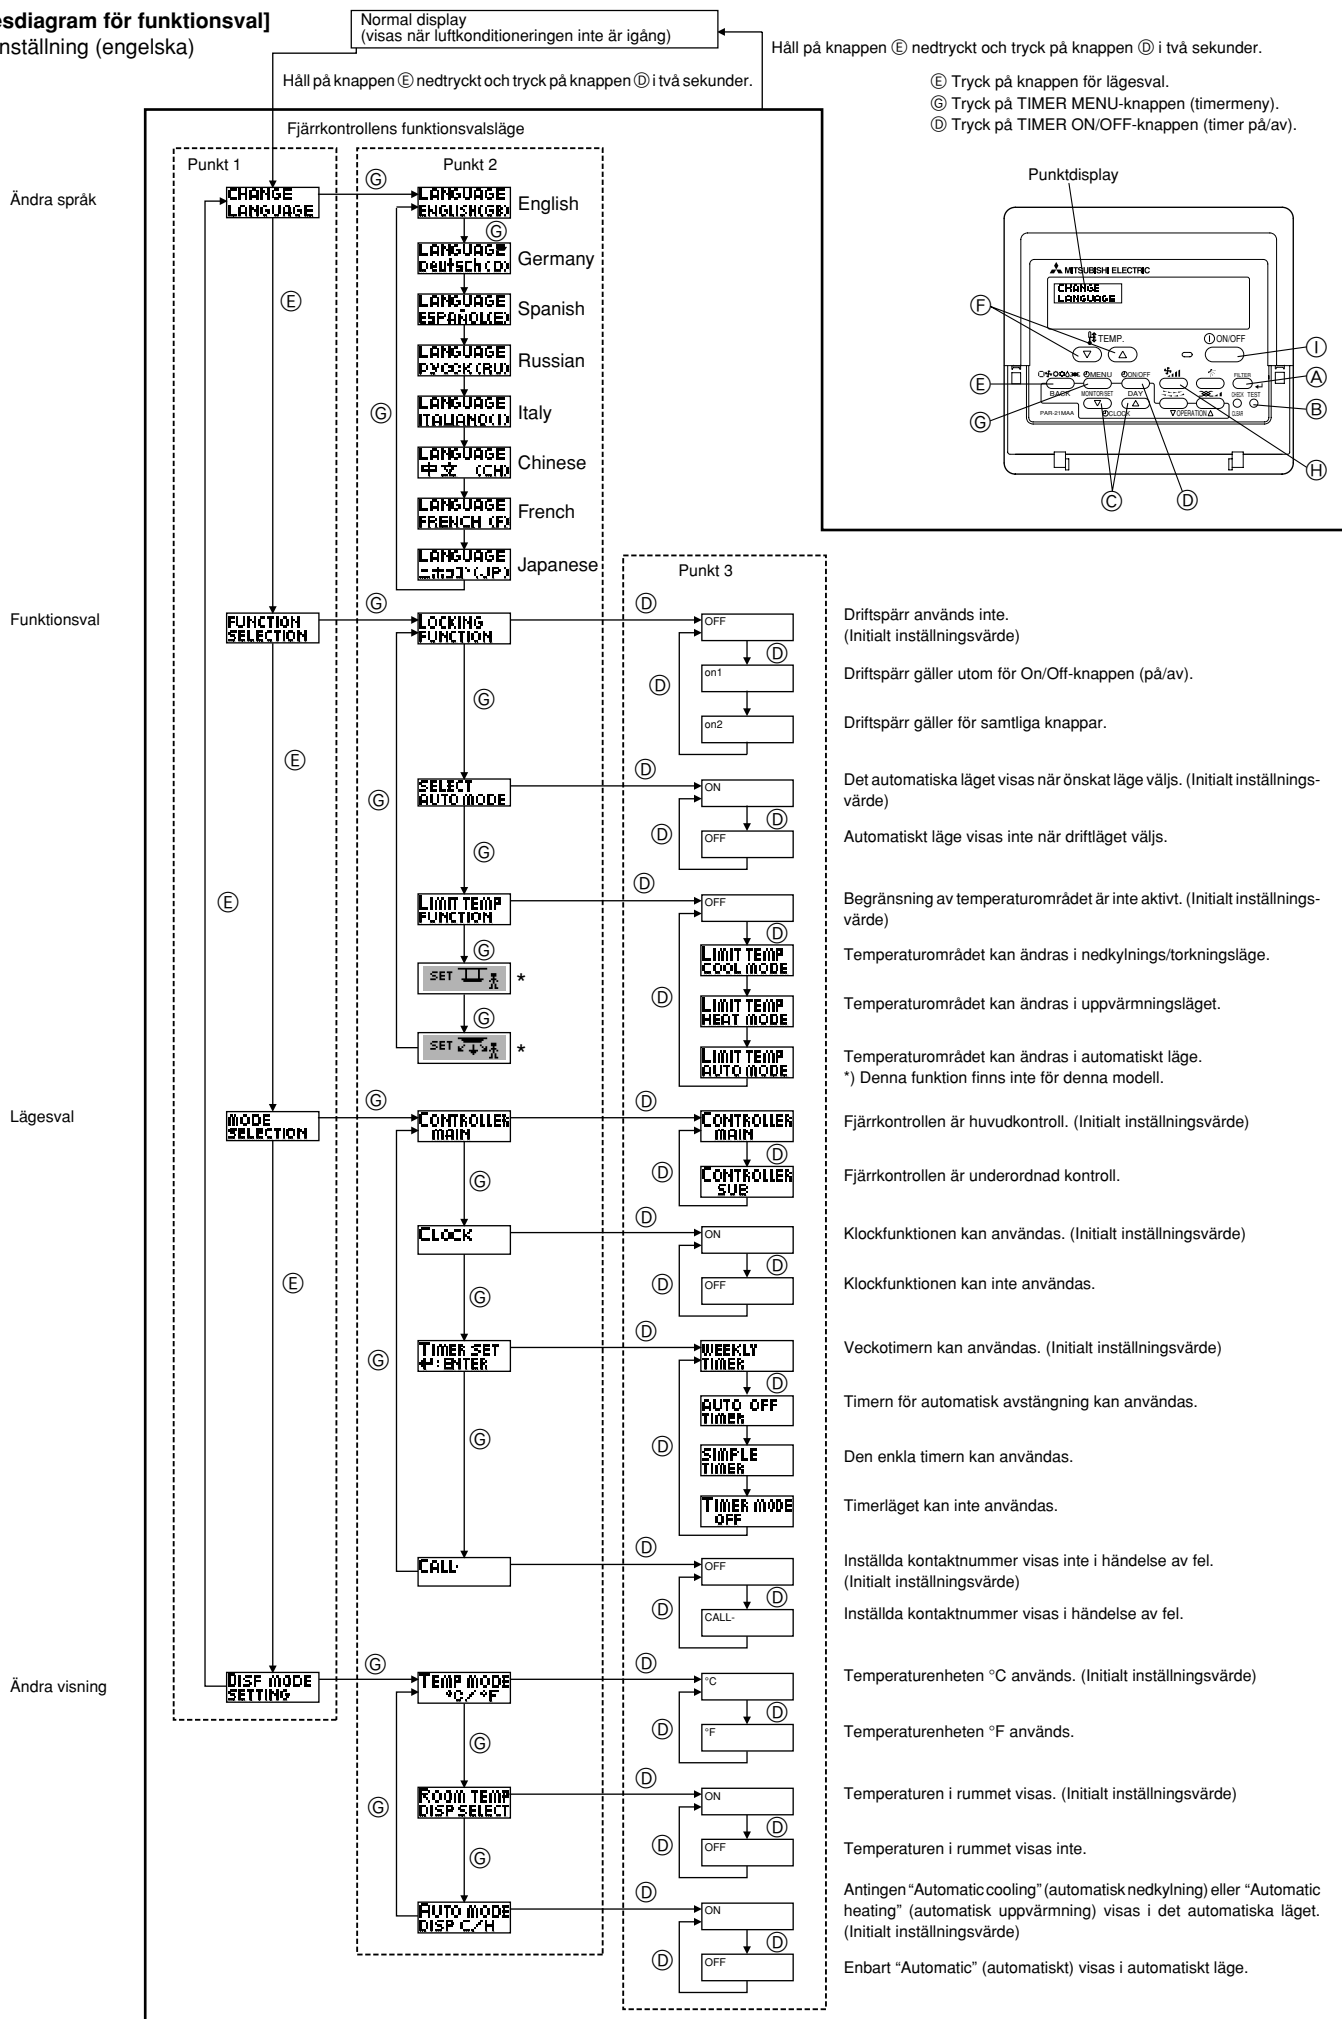 esdiagram för funktionsval]
nställning (engelska)
Normal display
(visas när luftkonditioneringen inte är igång)
Håll på knappen Ⓔ nedtryckt och tryck på knappen Ⓓ i två sekunder.
Håll på knappen Ⓔ nedtryckt och tryck på knappen Ⓓ i två sekunder.
Ⓔ Tryck på knappen för lägesval.
Ⓖ Tryck på TIMER MENU-knappen (timermeny).
Ⓓ Tryck på TIMER ON/OFF-knappen (timer på/av).
Fjärrkontrollens funktionsvalsläge
Punkt 1
Punkt 2
Punktdisplay
MITSUBISHI ELECTRIC
CHANGE
LANGUAGE
TEMP.
ON/OFF
MENU
ON/OFF
FILTER
BACK
MONITOR/SET
DAY
CHECK
TEST
PAR-21MAA
CLOCK
OPERATION
CLEAR
Ⓕ
Ⓔ
Ⓖ
Ⓘ
Ⓐ
Ⓑ
Ⓗ
Ⓒ
Ⓓ
Ändra språk
CHANGE
LANGUAGE
Ⓖ
LANGUAGE
ENGLISH(GB)
English
Ⓖ
LANGUAGE
Deutsch(D)
Germany
Ⓔ
LANGUAGE
ESPAÑOL(E)
Spanish
LANGUAGE
РУССК(RU)
Russian
Ⓖ
LANGUAGE
ITALIANO(I)
Italy
LANGUAGE
中文 (CH)
Chinese
LANGUAGE
FRENCH (F)
French
LANGUAGE
ニホンゴ(JP)
Japanese
Punkt 3
Funktionsval
FUNCTION
SELECTION
Ⓖ
LOCKING
FUNCTION
Ⓓ
OFF
Driftspärr används inte.
(Initialt inställningsvärde)
Ⓓ
Ⓓ
on1
Driftspärr gäller utom för On/Off-knappen (på/av).
Ⓖ
on2
Driftspärr gäller för samtliga knappar.
Ⓔ
Ⓖ
SELECT
AUTO MODE
Ⓓ
ON
Det automatiska läget visas när önskat läge väljs. (Initialt inställnings-
värde)
Ⓓ
Ⓓ
OFF
Automatiskt läge visas inte när driftläget väljs.
Ⓖ
Ⓔ
LIMIT TEMP
FUNCTION
Ⓓ
OFF
Begränsning av temperaturområdet är inte aktivt. (Initialt inställnings-
värde)
Ⓖ
Ⓓ
LIMIT TEMP
COOL MODE
Temperaturområdet kan ändras i nedkylnings/torkningsläge.
SET
*
Ⓓ
LIMIT TEMP
HEAT MODE
Temperaturområdet kan ändras i uppvärmningsläget.
Ⓖ
SET
*
LIMIT TEMP
AUTO MODE
Temperaturområdet kan ändras i automatiskt läge.
*) Denna funktion finns inte för denna modell.
Lägesval
MODE
SELECTION
Ⓖ
CONTROLLER
MAIN
Ⓓ
CONTROLLER
MAIN
Fjärrkontrollen är huvudkontroll. (Initialt inställningsvärde)
Ⓓ
Ⓓ
CONTROLLER
SUB
Fjärrkontrollen är underordnad kontroll.
Ⓖ
CLOCK
Ⓓ
ON
Klockfunktionen kan användas. (Initialt inställningsvärde)
Ⓓ
Ⓔ
Ⓖ
Ⓓ
OFF
Klockfunktionen kan inte användas.
Ⓖ
TIMER SET
↵:ENTER
Ⓓ
WEEKLY
TIMER
Veckotimern kan användas. (Initialt inställningsvärde)
Ⓓ
AUTO OFF
TIMER
Timern för automatisk avstängning kan användas.
Ⓖ
Ⓓ
SIMPLE
TIMER
Den enkla timern kan användas.
TIMER MODE
OFF
Timerläget kan inte användas.
CALL-
Ⓓ
OFF
Inställda kontaktnummer visas inte i händelse av fel.
(Initialt inställningsvärde)
Ⓓ
Ⓓ
CALL-
Inställda kontaktnummer visas i händelse av fel.
Ändra visning
DISP MODE
SETTING
Ⓖ
TEMP MODE
°C/°F
Ⓓ
°C
Temperaturenheten °C används. (Initialt inställningsvärde)
Ⓓ
Ⓓ
°F
Temperaturenheten °F används.
Ⓖ
Ⓖ
ROOM TEMP
DISP SELECT
Ⓓ
ON
Temperaturen i rummet visas. (Initialt inställningsvärde)
Ⓓ
Ⓓ
OFF
Temperaturen i rummet visas inte.
Ⓖ
AUTO MODE
DISP C/H
Ⓓ
ON
Antingen “Automatic cooling” (automatisk nedkylning) eller “Automatic
heating” (automatisk uppvärmning) visas i det automatiska läget.
(Initialt inställningsvärde)
Ⓓ
Ⓓ
OFF
Enbart “Automatic” (automatiskt) visas i automatiskt läge.